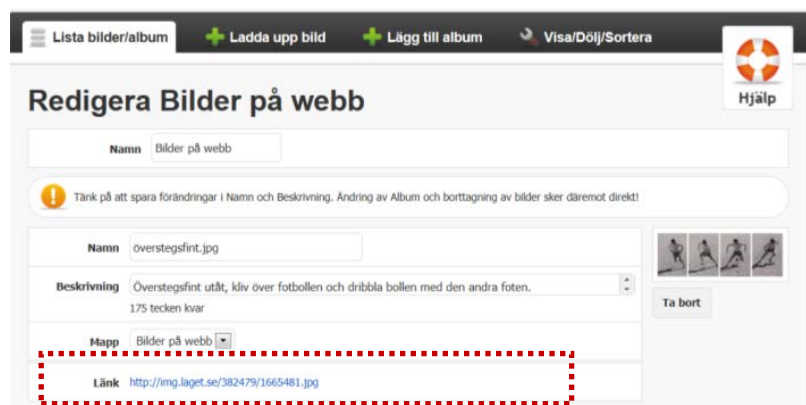 Lista bilder/album Ladda upp bild Lägg till album Visa/Dölj/Sortera
Hjälp
Redigera Bilder på webb
Namn Bilder på webb
Tänk på att spara förändringar i Namn och Beskrivning. Ändring av Album och borttagning av bilder sker däremot direkt!
Namn överstegsfint.jpg
Beskrivning Överstegsfint utåt, kliv över fotbollen och dribbla bollen med den andra foten.
175 tecken kvar
Ta bort
Mapp Bilder på webb
Länk http://img.laget.se/382479/1665481.jpg